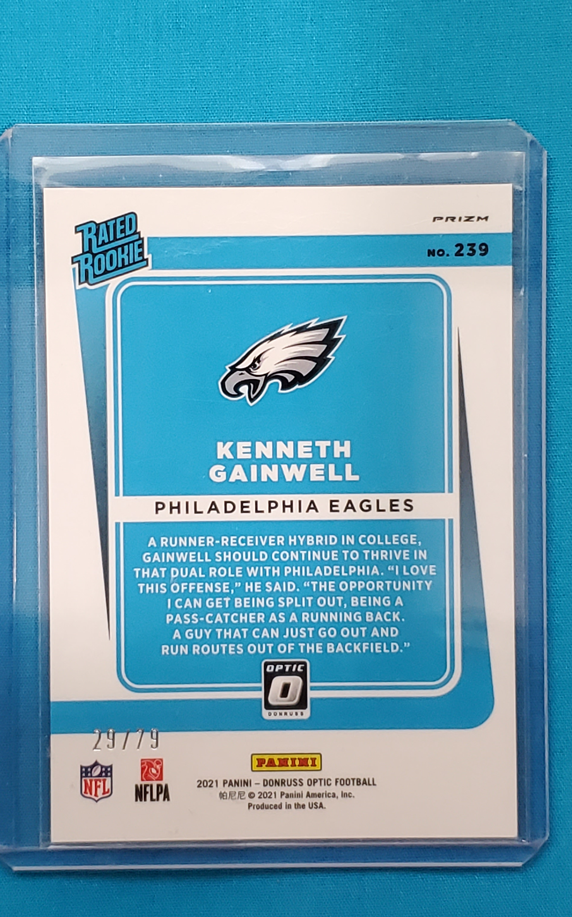 RATED
ROOKIE
PRIZM
NO. 239
KENNETH
GAINWELL
PHILADELPHIA EAGLES
A RUNNER-RECEIVER HYBRID IN COLLEGE,
GAINWELL SHOULD CONTINUE TO THRIVE IN
THAT DUAL ROLE WITH PHILADELPHIA. “I LOVE
THIS OFFENSE,” HE SAID. “THE OPPORTUNITY
I CAN GET BEING SPLIT OUT, BEING A
PASS-CATCHER AS A RUNNING BACK.
A GUY THAT CAN JUST GO OUT AND
RUN ROUTES OUT OF THE BACKFIELD.”
OPTIC
DONRUSS
29/79
PANINI
NFL
NFLPA
2021 PANINI – DONRUSS OPTIC FOOTBALL
帕尼尼 © 2021 Panini America, Inc.
Produced in the USA.